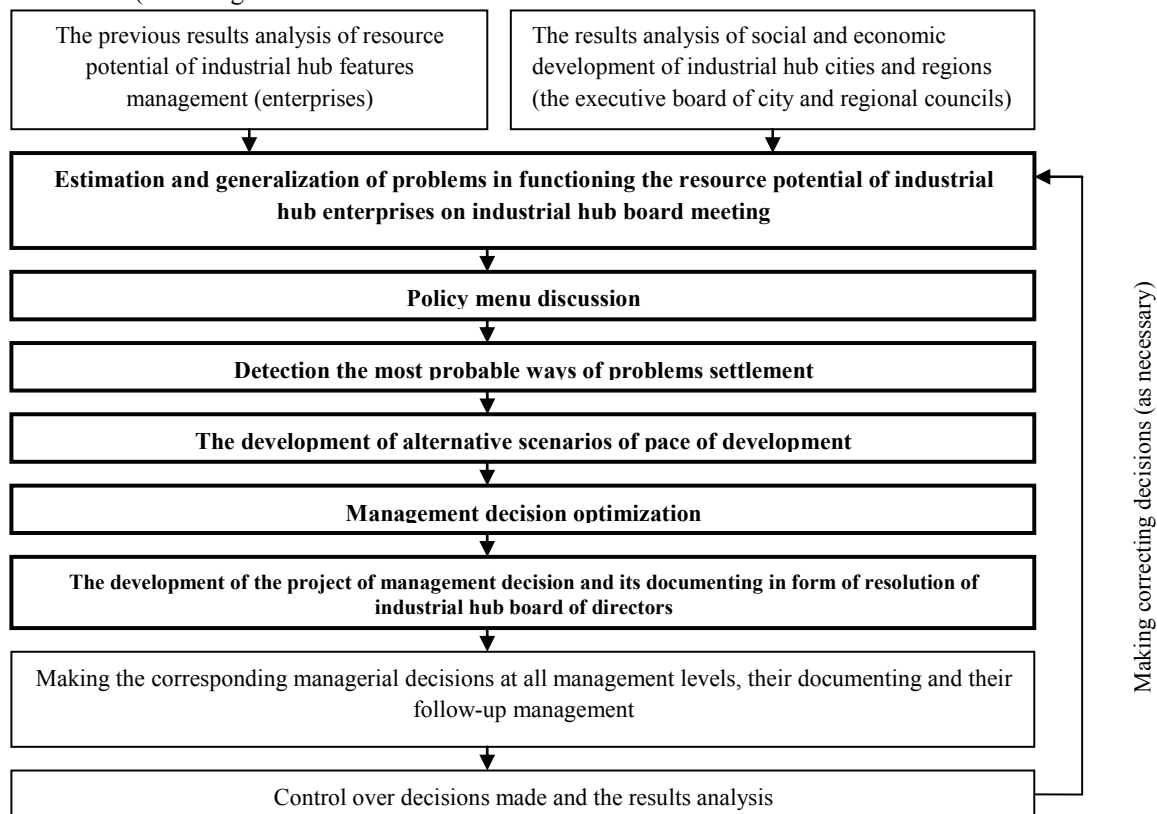 The previous results analysis of resource
potential of industrial hub features
management (enterprises)
The results analysis of social and economic
development of industrial hub cities and regions
(the executive board of city and regional councils)
Estimation and generalization of problems in functioning the resource potential of industrial
hub enterprises on industrial hub board meeting
Policy menu discussion
Detection the most probable ways of problems settlement
The development of alternative scenarios of pace of development
Management decision optimization
The development of the project of management decision and its documenting in form of resolution of
industrial hub board of directors
Making the corresponding managerial decisions at all management levels, their documenting and their
follow-up management
Control over decisions made and the results analysis
Making correcting decisions (as necessary)